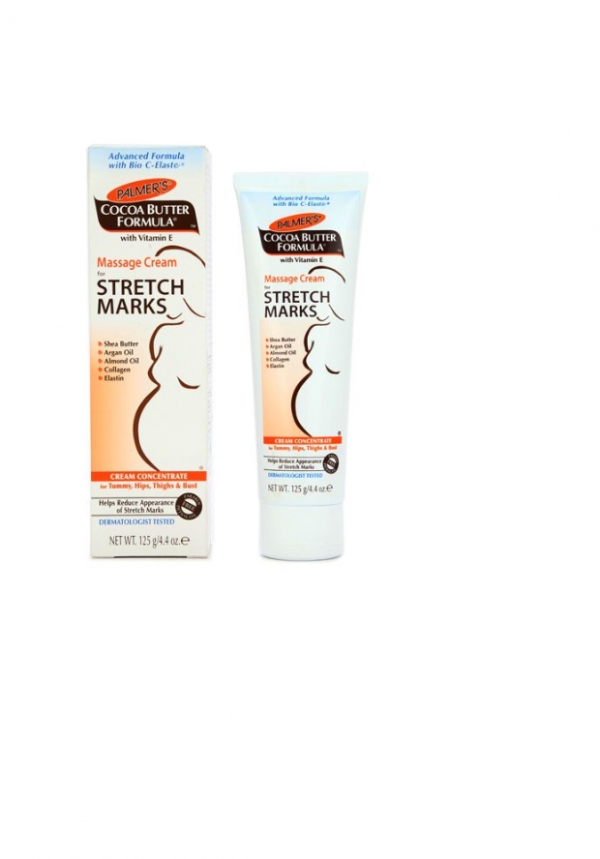 Advanced Formula
with Bio C-Elaste+
PALMER'S
COCOA BUTTER
FORMULA®
with Vitamin E
Massage Cream
for
STRETCH
MARKS
Shea Butter
Argan Oil
Almond Oil
Collagen
Elastin
CREAM CONCENTRATE
for Tummy, Hips, Thighs & Bust
Helps Reduce Appearance
of Stretch Marks
DERMATOLOGIST TESTED
NET WT. 125 g/4.4 oz.e
Advanced Formula
with Bio C-Elaste+
PALMER'S
COCOA BUTTER
FORMULA®
with Vitamin E
Massage Cream
for
STRETCH
MARKS
Shea Butter
Argan Oil
Almond Oil
Collagen
Elastin
CREAM CONCENTRATE
for Tummy, Hips, Thighs & Bust
Helps Reduce Appearance
of Stretch Marks
DERMATOLOGIST TESTED
NET WT. 125 g/4.4 oz.e